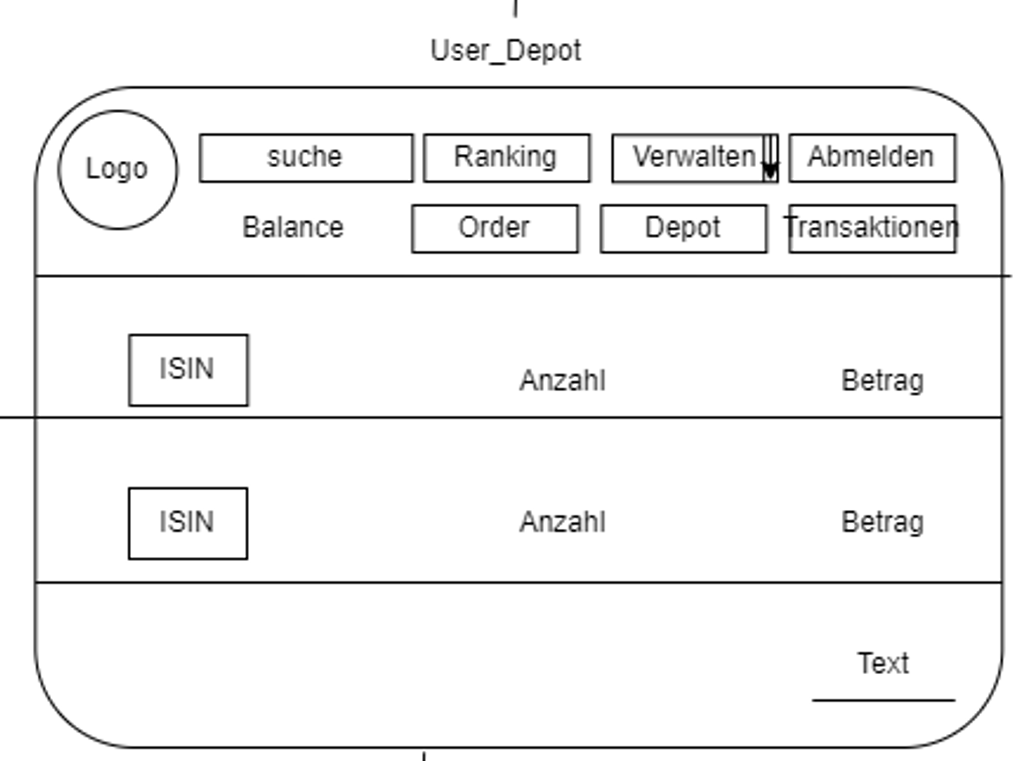 User_Depot
Logo
suche
Ranking
Verwalten
Abmelden
Balance
Order
Depot
Transaktionen
ISIN
Anzahl
Betrag
ISIN
Anzahl
Betrag
Text